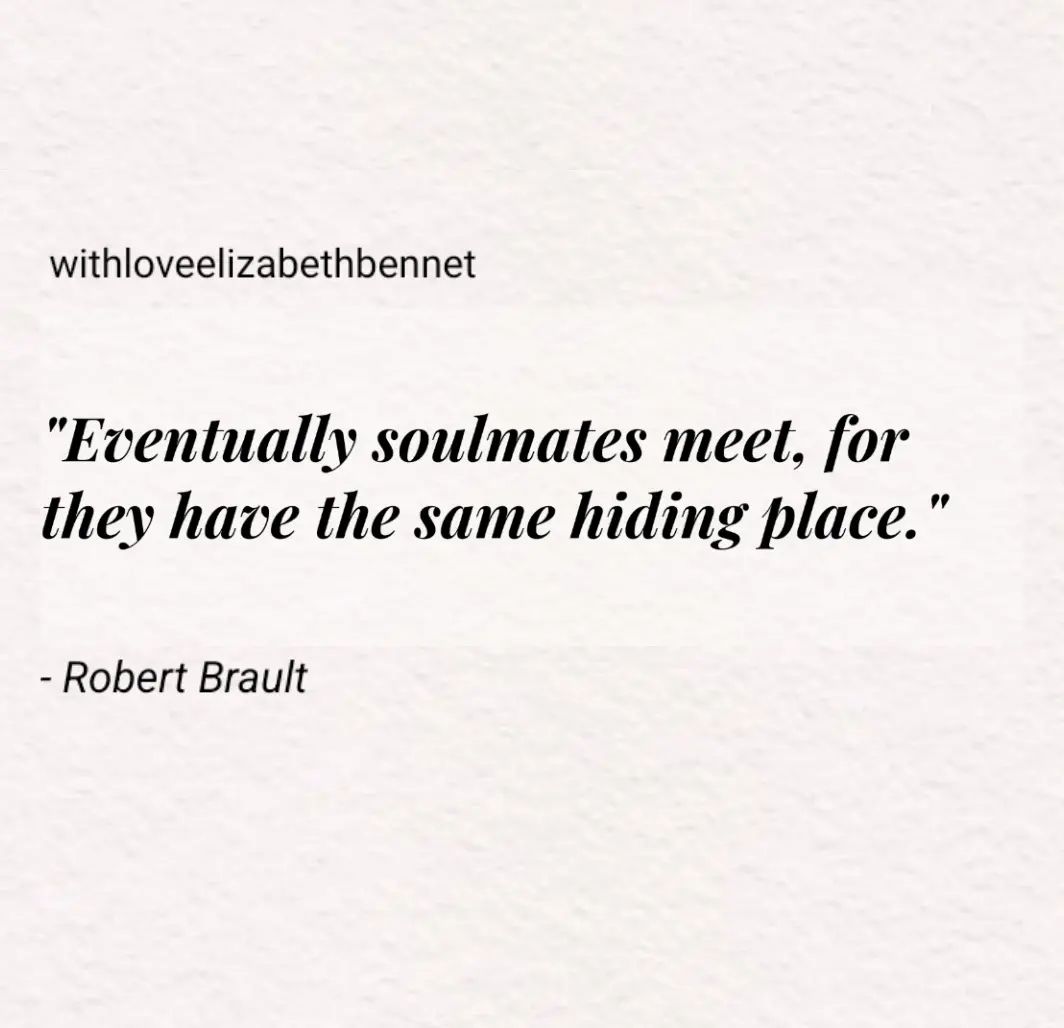 withloveelizabethbennet
"Eventually soulmates meet, for
they have the same hiding place."
- Robert Brault